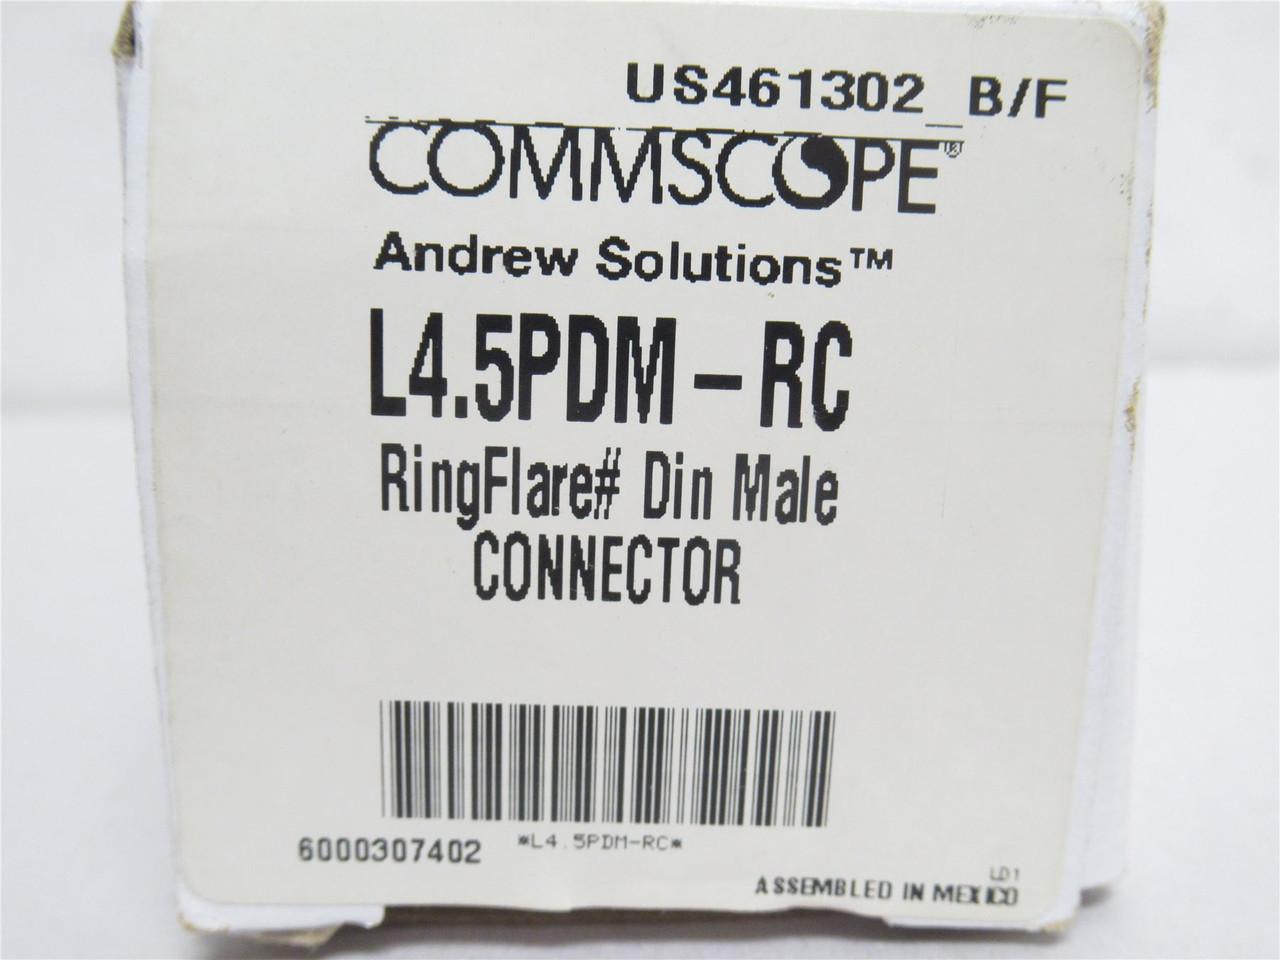 US461302_B/F
COMMSCOPE®
Andrew Solutions™
L4.5PDM-RC
RingFlare# Din Male
CONNECTOR
*L4.5PDM-RC*
6000307402
LD1
ASSEMBLED IN MEXICO